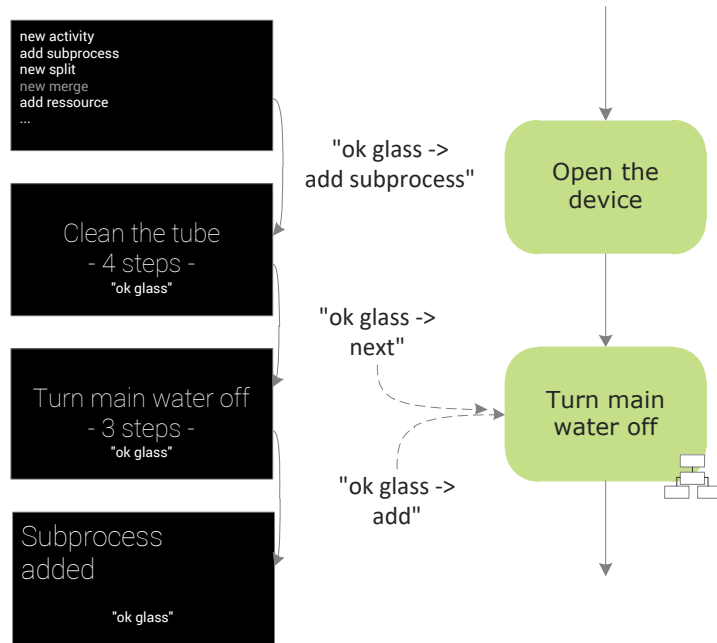 new activity
add subprocess
new split
new merge
add ressource
...
"ok glass ->
add subprocess"
Open the
device
Clean the tube
- 4 steps -
"ok glass"
"ok glass ->
next"
Turn main water off
- 3 steps -
"ok glass"
Turn main
water off
"ok glass ->
add"
Subprocess
added
"ok glass"